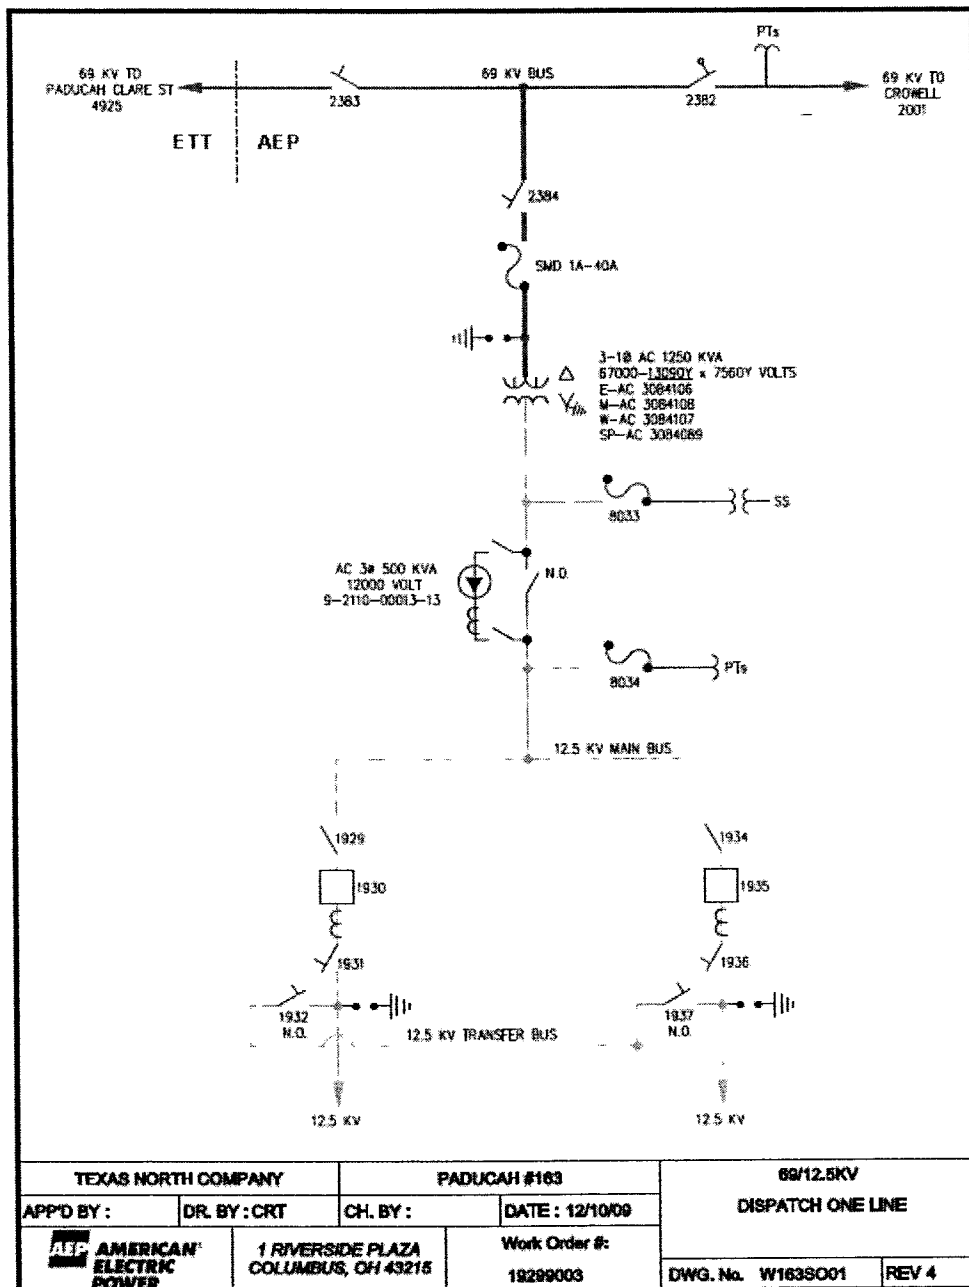 PTs
69 KV TO
PADUCAH CLARE ST
4925
69 KV BUS
69 KV TO
CROWELL
2001
2383
2382
ETT
AEP
2384
SMD 1A-40A
3-1Ø AC 1250 KVA
67000-13090Y x 7560Y VOLTS
E-AC 3084106
M-AC 3084108
W-AC 3084107
SP-AC 3084089
8033
SS
AC 3ø 500 KVA
12000 VOLT
9-2110-00013-13
N.O.
8034
PTs
12.5 KV MAIN BUS
1929
1934
1930
1935
1931
1936
1932
N.O.
1937
N.O.
12.5 KV TRANSFER BUS
12.5 KV
12.5 KV
TEXAS NORTH COMPANY
PADUCAH #163
69/12.5KV
DISPATCH ONE LINE
APP'D BY :
DR. BY : CRT
CH. BY :
DATE : 12/10/09
AEP AMERICAN
ELECTRIC
POWER
1 RIVERSIDE PLAZA
COLUMBUS, OH 43215
Work Order #:
19299003
DWG. No. W163SO01
REV 4